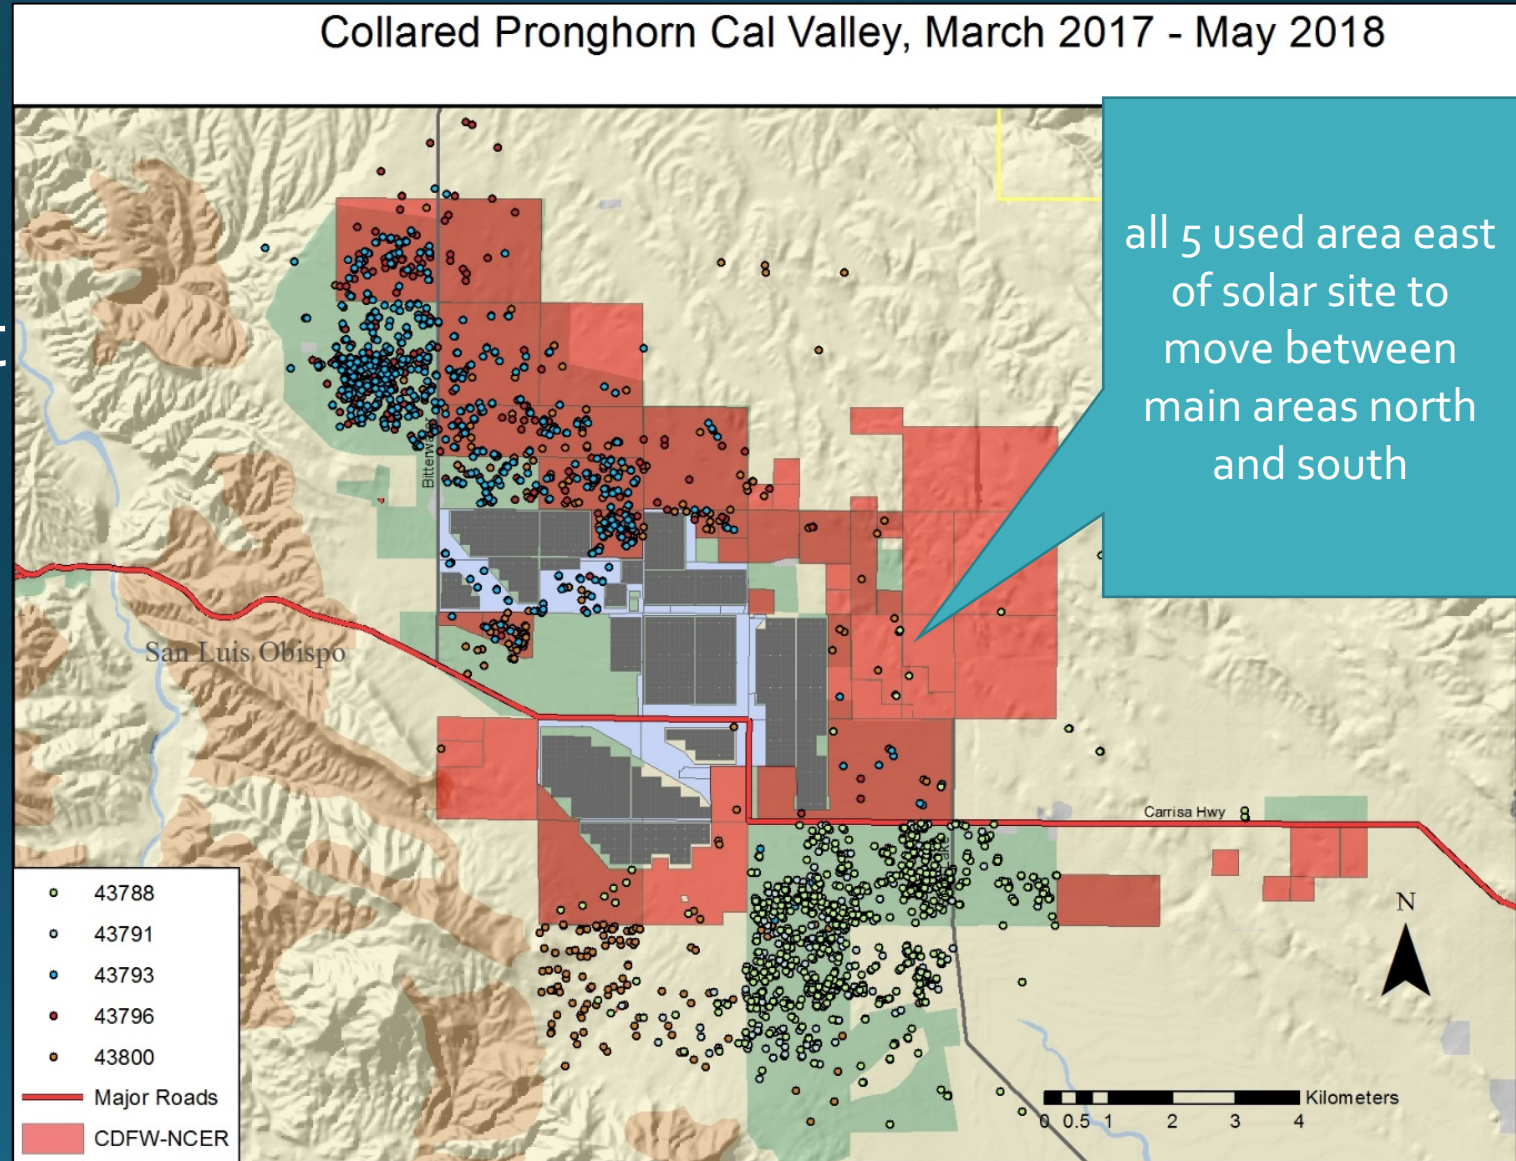 Collared Pronghorn Cal Valley, March 2017 - May 2018
all 5 used area east
of solar site to
move between
main areas north
and south
t
San Luis Obispo
Carrisa Hwy
43788
43791
43793
43796
43800
Major Roads
CDFW-NCER
N
Kilometers
0 0.5 1 2 3 4